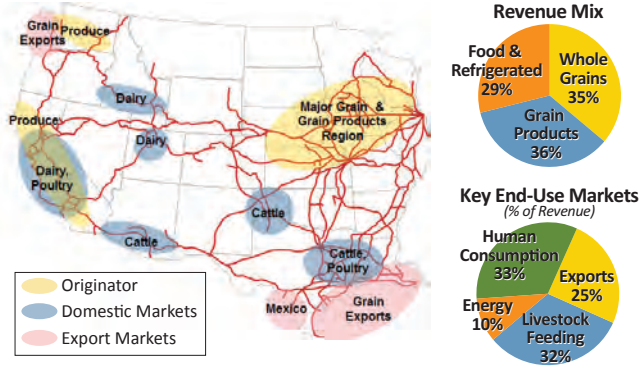 Grain
Exports
Produce
Dairy
Major Grain &
Grain Products
Region
Produce
Dairy
Dairy,
Poultry
Cattle
Cattle
Cattle,
Poultry
Mexico
Grain
Exports
Originator
Domestic Markets
Export Markets
Revenue Mix
Food &
Refrigerated
29%
Whole
Grains
35%
Grain
Products
36%
Key End-Use Markets
(% of Revenue)
Human
Consumption
33%
Exports
25%
Energy
10%
Livestock
Feeding
32%